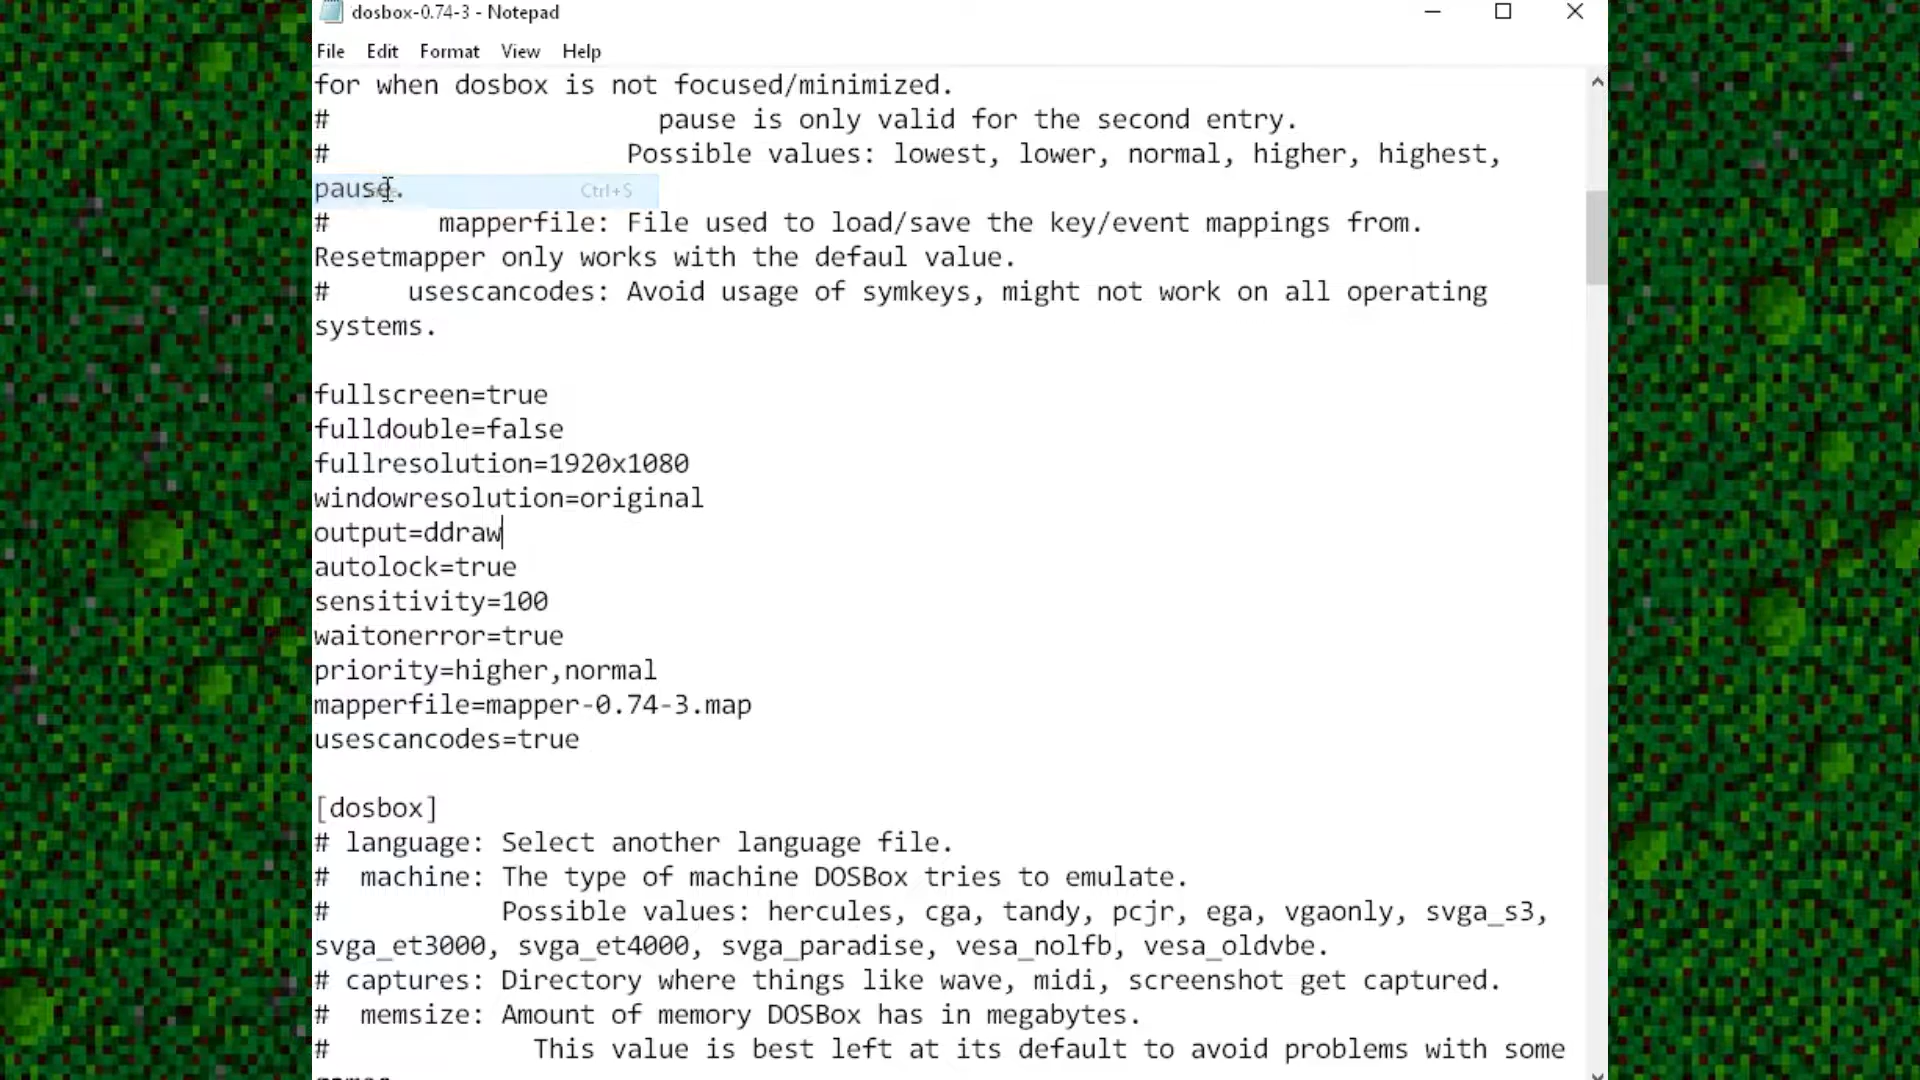 dosbox-0.74-3 - Notepad
File Edit Format View Help
for when dosbox is not focused/minimized.
# pause is only valid for the second entry.
# Possible values: lowest, lower, normal, higher, highest,
pause. Ctrl+S
# mapperfile: File used to load/save the key/event mappings from.
Resetmapper only works with the defaul value.
# usescancodes: Avoid usage of symkeys, might not work on all operating
systems.
fullscreen=true
fulldouble=false
fullresolution=1920x1080
windowresolution=original
output=ddraw
autolock=true
sensitivity=100
waitonerror=true
priority=higher,normal
mapperfile=mapper-0.74-3.map
usescancodes=true
[dosbox]
# language: Select another language file.
# machine: The type of machine DOSBox tries to emulate.
# Possible values: hercules, cga, tandy, pcjr, ega, vgaonly, svga_s3,
svga_et3000, svga_et4000, svga_paradise, vesa_nolfb, vesa_oldvbe.
# captures: Directory where things like wave, midi, screenshot get captured.
# memsize: Amount of memory DOSBox has in megabytes.
# This value is best left at its default to avoid problems with some